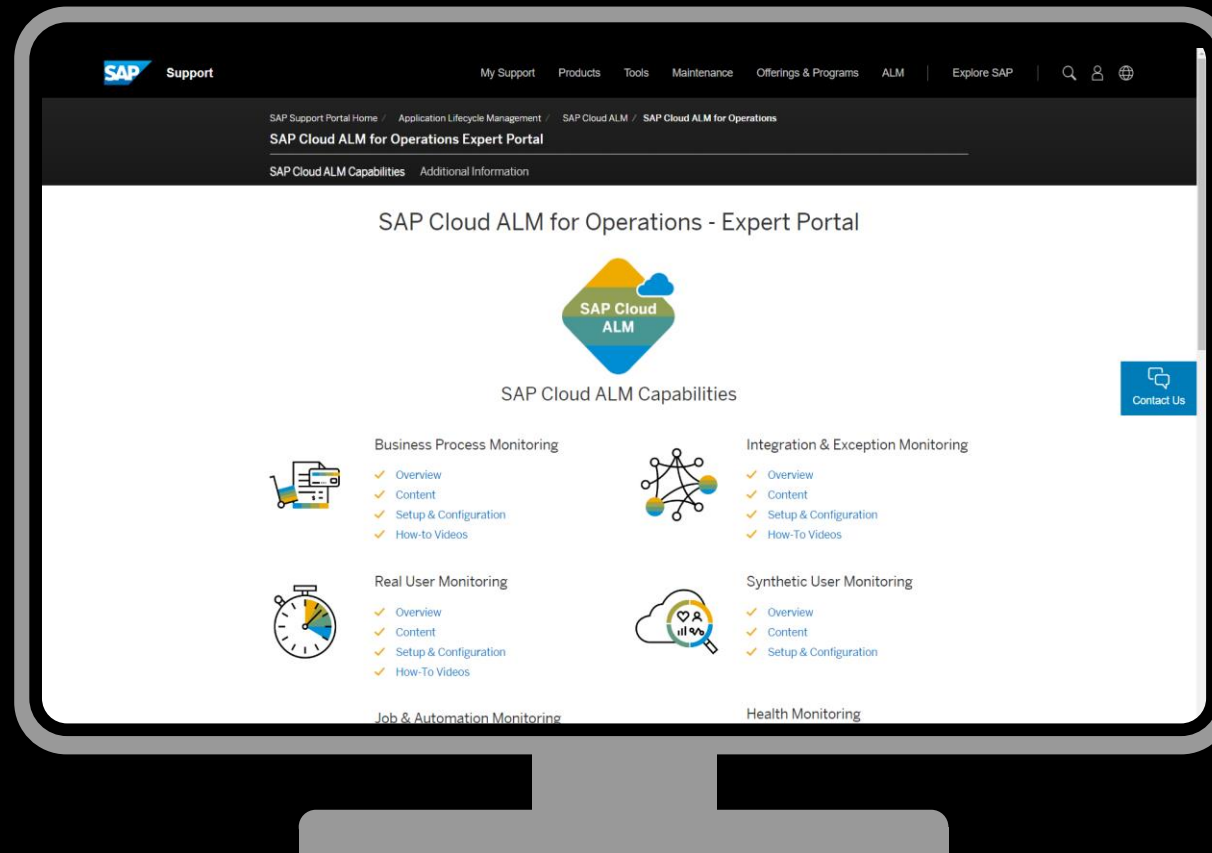 SAP Support My Support Products Tools Maintenance Offerings & Programs ALM Explore SAP
SAP Support Portal Home / Application Lifecycle Management / SAP Cloud ALM / SAP Cloud ALM for Operations
SAP Cloud ALM for Operations Expert Portal
SAP Cloud ALM Capabilities Additional Information
SAP Cloud ALM for Operations - Expert Portal
SAP Cloud
ALM
Contact Us
SAP Cloud ALM Capabilities
Business Process Monitoring
Overview
Content
Setup & Configuration
How-to Videos
Integration & Exception Monitoring
Overview
Content
Setup & Configuration
How-To Videos
Real User Monitoring
Overview
Content
Setup & Configuration
How-To Videos
Synthetic User Monitoring
Overview
Content
Setup & Configuration
Job & Automation Monitoring
Health Monitoring